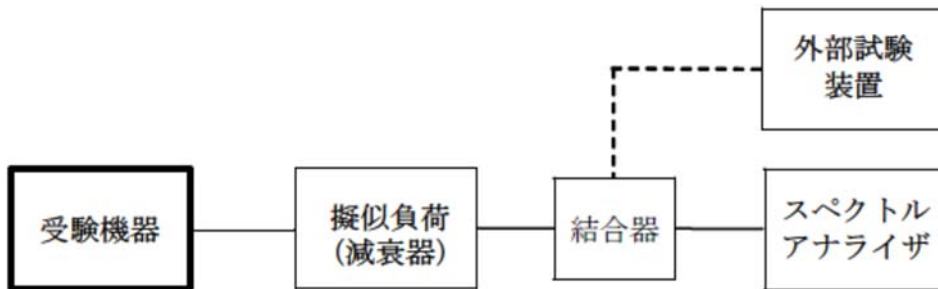 外部試験
装置
受験機器
擬似負荷
(減衰器)
結合器
スペクトル
アナライザ